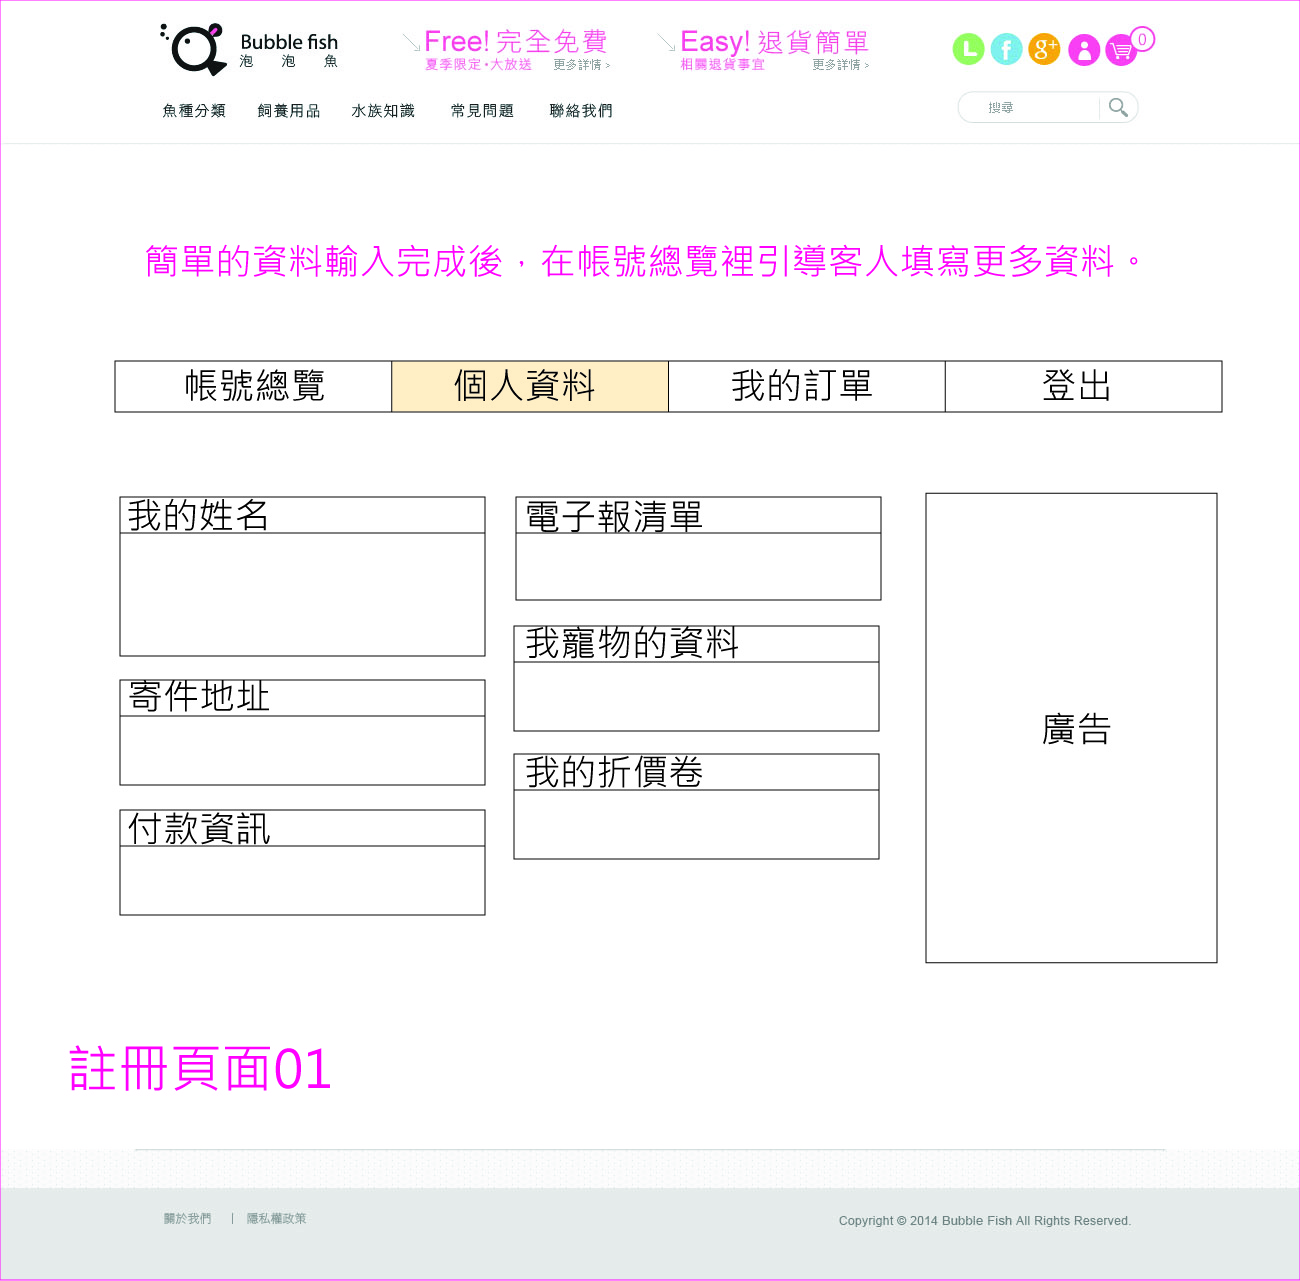 Bubble fish
泡 泡 魚
Free! 完全免費
夏季限定・大放送 更多詳情 >
Easy! 退貨簡單
相關退貨事宜 更多詳情 >
L f g+ 0
魚種分類 飼養用品 水族知識 常見問題 聯絡我們
搜尋
簡單的資料輸入完成後，在帳號總覽裡引導客人填寫更多資料。
帳號總覽 個人資料 我的訂單 登出
我的姓名
寄件地址
付款資訊
電子報清單
我寵物的資料
我的折價卷
廣告
註冊頁面01
關於我們 | 隱私權政策
Copyright © 2014 Bubble Fish All Rights Reserved.